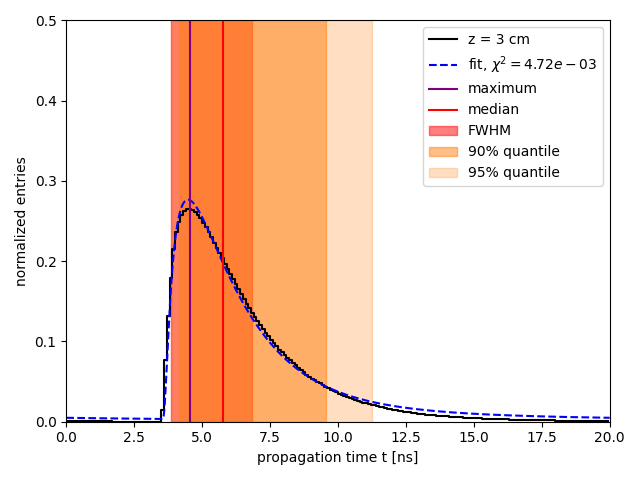 0.5
0.4
0.3
0.2
0.1
0.0
normalized entries
0.0 2.5 5.0 7.5 10.0 12.5 15.0 17.5 20.0
propagation time t [ns]
z = 3 cm
fit, χ² = 4.72e − 03
maximum
median
FWHM
90% quantile
95% quantile